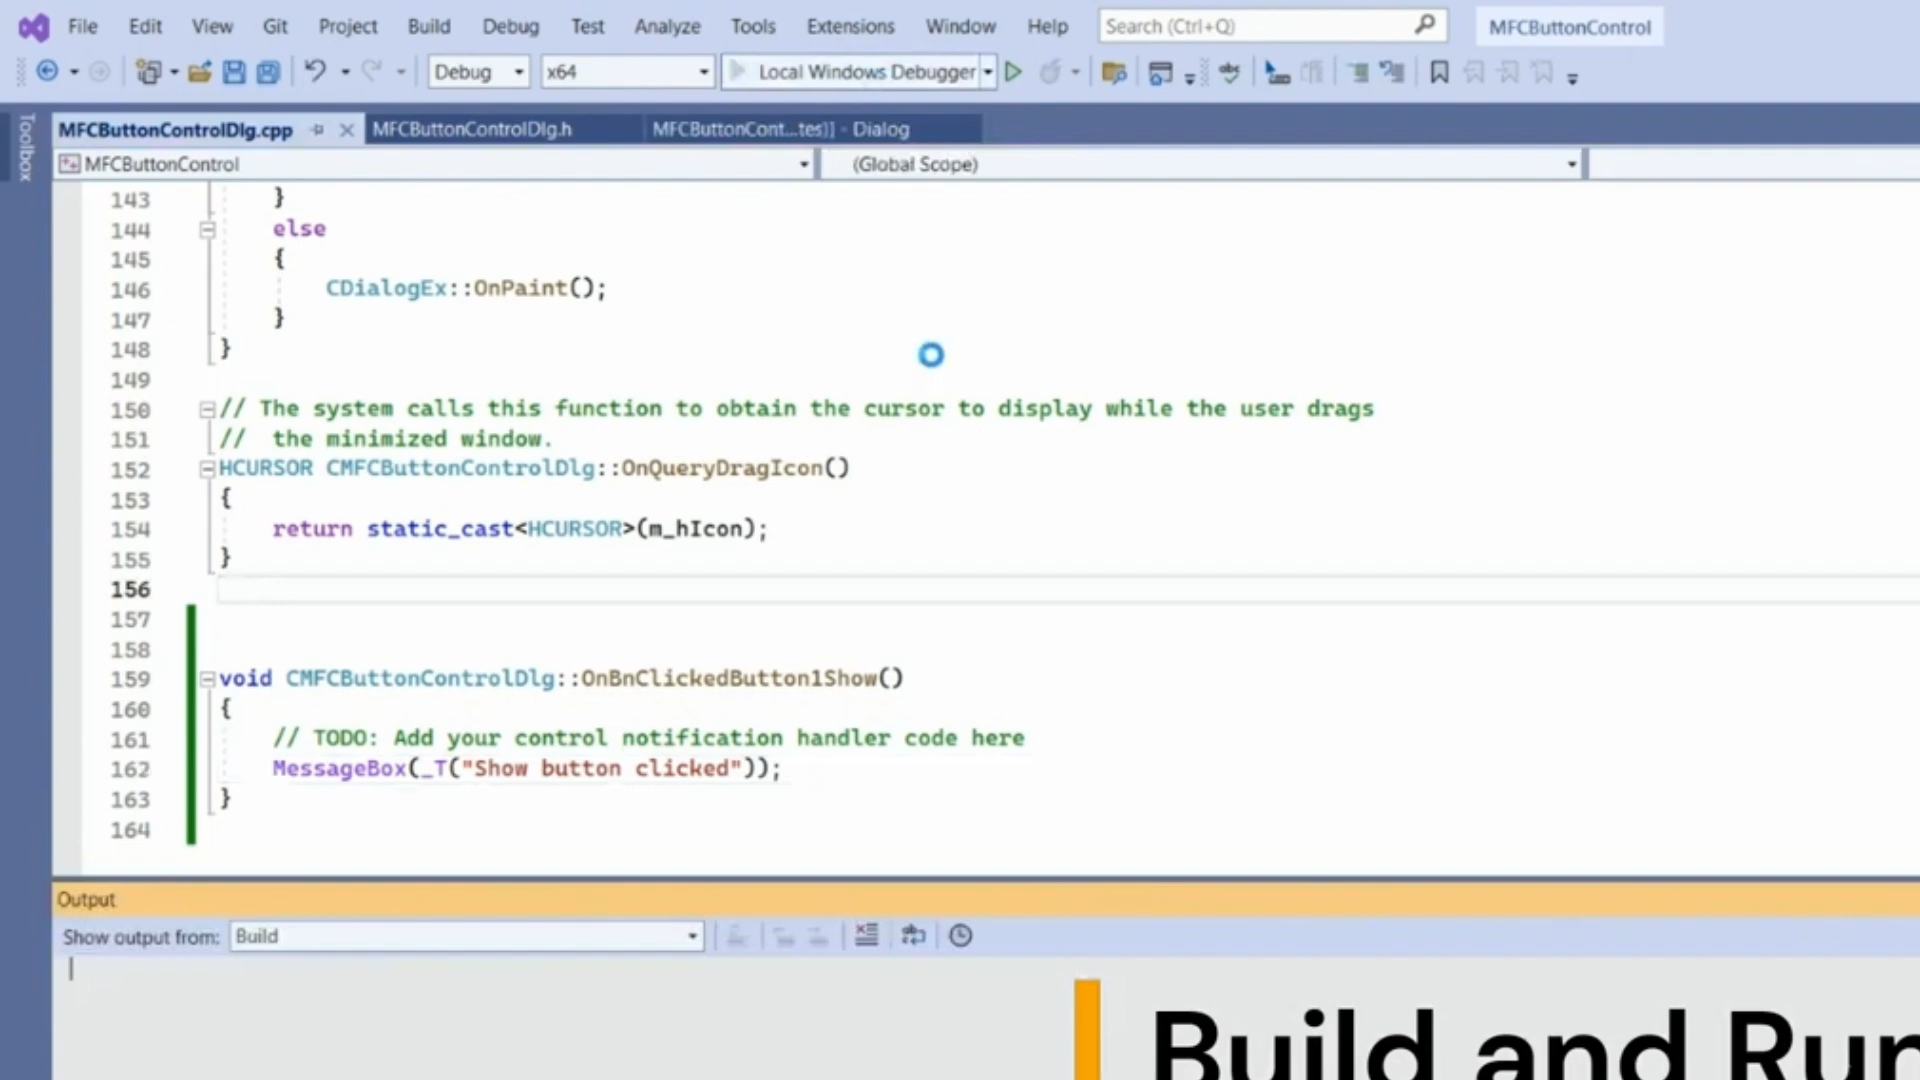 File Edit View Git Project Build Debug Test Analyze Tools Extensions Window Help Search (Ctrl+Q) MFCButtonControl
Debug x64 Local Windows Debugger
Toolbox
MFCButtonControlDlg.cpp MFCButtonControlDlg.h MFCButtonCont...tes)] - Dialog
MFCButtonControl (Global Scope)
143 }
144 else
145 {
146 CDialogEx::OnPaint();
147 }
148 }
149
150 // The system calls this function to obtain the cursor to display while the user drags
151 // the minimized window.
152 HCURSOR CMFCButtonControlDlg::OnQueryDragIcon()
153 {
154 return static_cast<HCURSOR>(m_hIcon);
155 }
156
157
158
159 void CMFCButtonControlDlg::OnBnClickedButton1Show()
160 {
161 // TODO: Add your control notification handler code here
162 MessageBox(_T("Show button clicked"));
163 }
164
Output
Show output from: Build
Build and Run